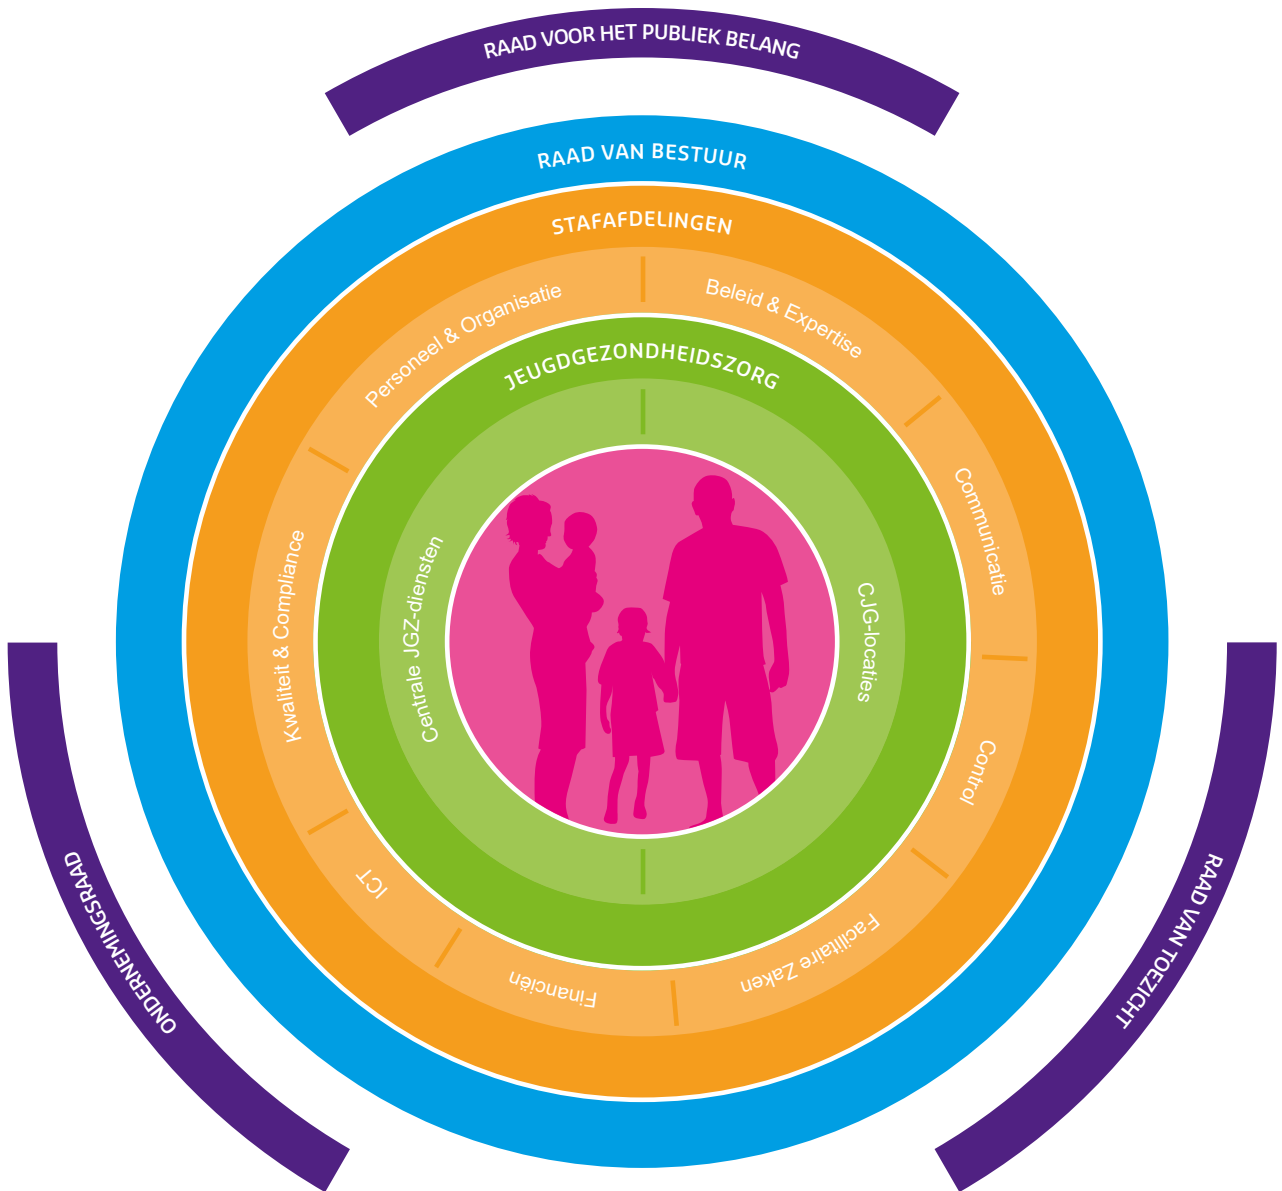 RAAD VOOR HET PUBLIEK BELANG
RAAD VAN BESTUUR
STAFAFDELINGEN
Personeel & Organisatie
Beleid & Expertise
Communicatie
Control
Facilitaire Zaken
Financiën
ICT
Kwaliteit & Compliance
JEUGDGEZONDHEIDSZORG
Centrale JGZ-diensten
CJG-locaties
ONDERNEMINGSRAAD
RAAD VAN TOEZICHT